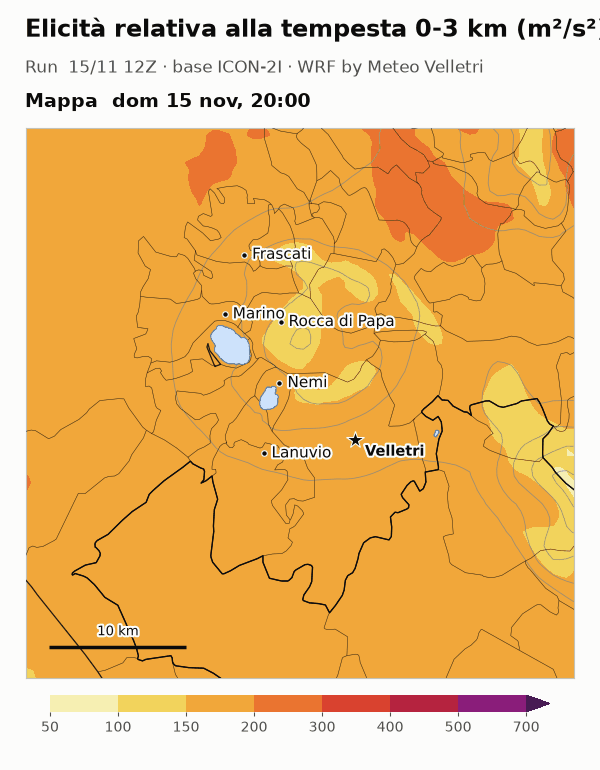 Elicità relativa alla tempesta 0-3 km (m²/s²)
Run 15/11 12Z · base ICON-2I · WRF by Meteo Velletri
Mappa dom 15 nov, 20:00
Frascati
Marino
Rocca di Papa
Nemi
Velletri
Lanuvio
10 km
50 100 150 200 300 400 500 700